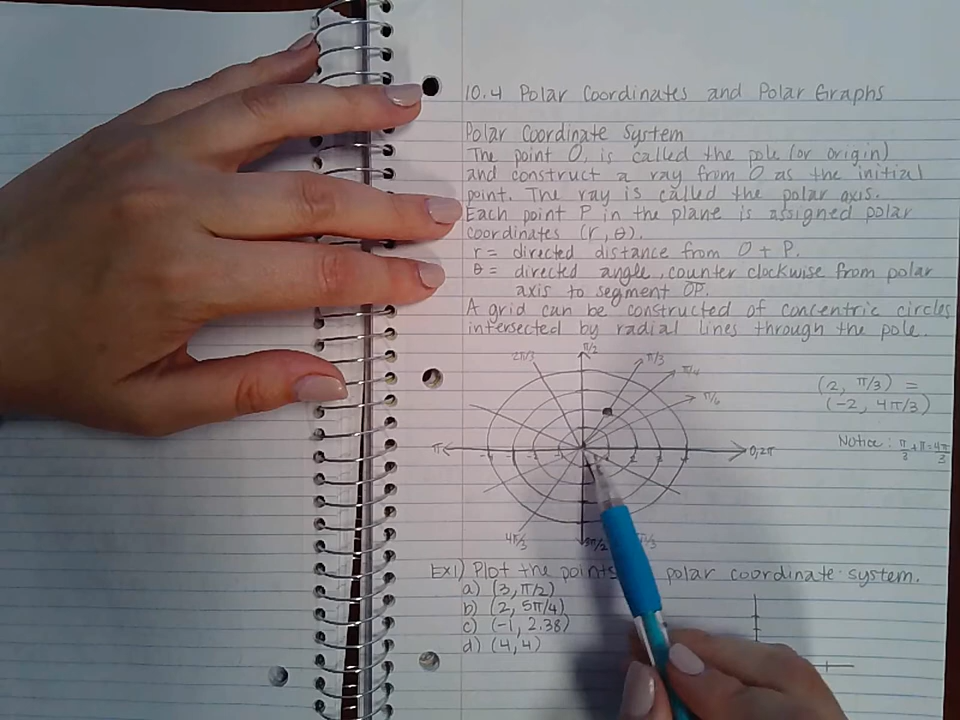 10.4 Polar Coordinates and Polar Graphs
Polar Coordinate System
The point O, is called the pole (or origin)
and construct a ray from O as the initial
point. The ray is called the polar axis.
Each point P in the plane is assigned polar
coordinates (r, θ).
r = directed distance from O + P.
θ = directed angle, counter clockwise from polar
axis to segment OP.
A grid can be constructed of concentric circles
intersected by radial lines through the pole.
π/2
2π/3
π/3
π/4
π/6
π
0,2π
4π/3
(2, π/3) =
(-2, 4π/3)
Notice: π/3 + π = 4π/3
EX1) Plot the points polar coordinate system.
a) (3, π/2)
b) (2, 5π/4)
c) (-1, 2.38)
d) (4, 4)